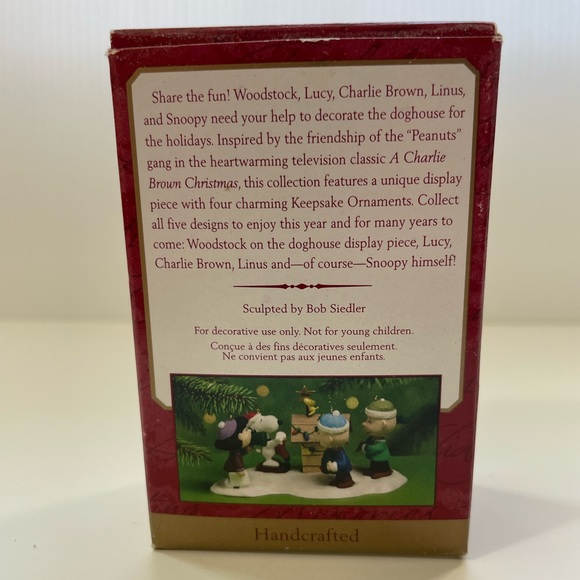 Share the fun! Woodstock, Lucy, Charlie Brown, Linus,
and Snoopy need your help to decorate the doghouse for
the holidays. Inspired by the friendship of the "Peanuts"
gang in the heartwarming television classic A Charlie
Brown Christmas, this collection features a unique display
piece with four charming Keepsake Ornaments. Collect
all five designs to enjoy this year and for many years to
come: Woodstock on the doghouse display piece, Lucy,
Charlie Brown, Linus and—of course—Snoopy himself!
Sculpted by Bob Siedler
For decorative use only. Not for young children.
Conçue à des fins décoratives seulement.
Ne convient pas aux jeunes enfants.
Handcrafted